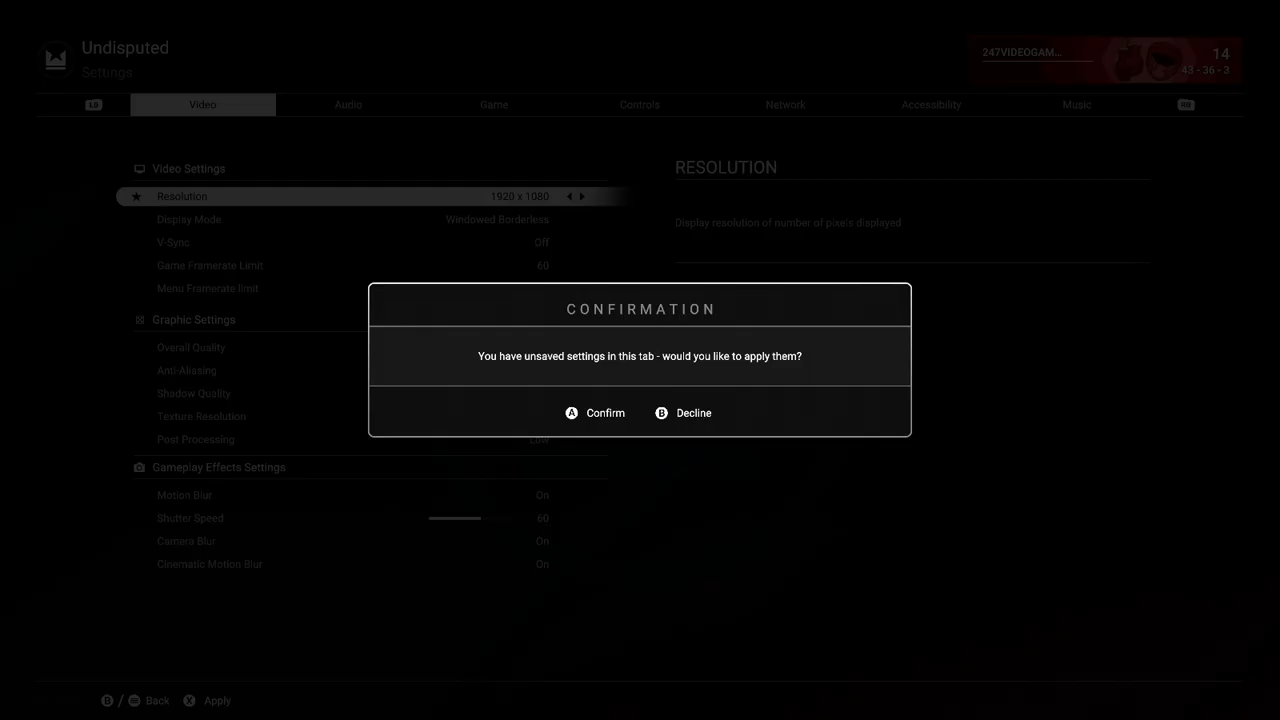 Undisputed
Settings
247VIDEOGAM...
14
43 - 36 - 3
LB Video Audio Game Controls Network Accessibility Music RB
Video Settings
Resolution 1920 x 1080
Display Mode Windowed Borderless
V-Sync Off
Game Framerate Limit 60
Menu Framerate limit
RESOLUTION
Display resolution of number of pixels displayed
Graphic Settings
Overall Quality
Anti-Aliasing
Shadow Quality
Texture Resolution
Post Processing Low
CONFIRMATION
You have unsaved settings in this tab - would you like to apply them?
A Confirm B Decline
Gameplay Effects Settings
Motion Blur On
Shutter Speed 60
Camera Blur On
Cinematic Motion Blur On
B / Back X Apply